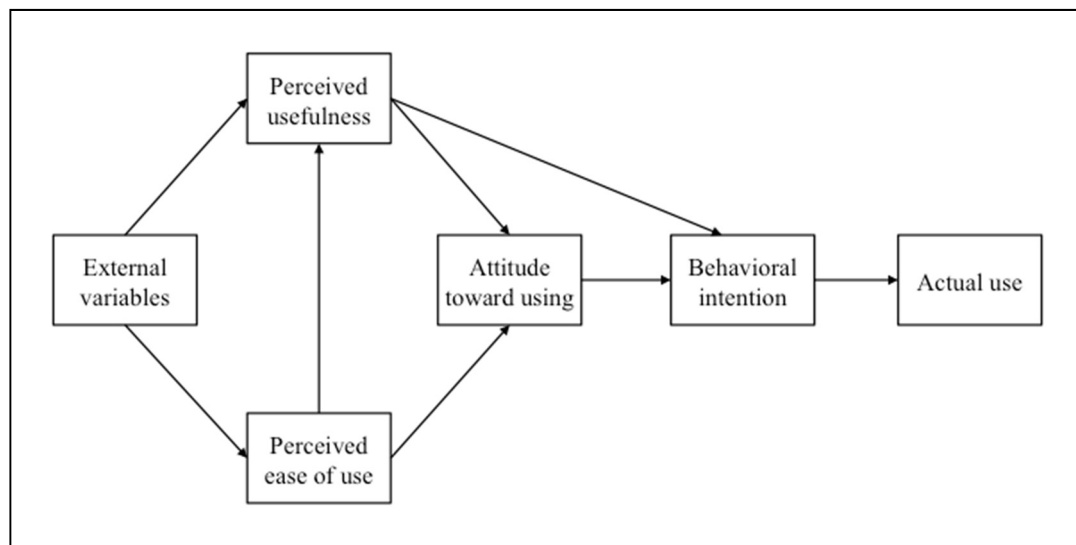 Perceived
usefulness
External
variables
Attitude
toward using
Behavioral
intention
Actual use
Perceived
ease of use